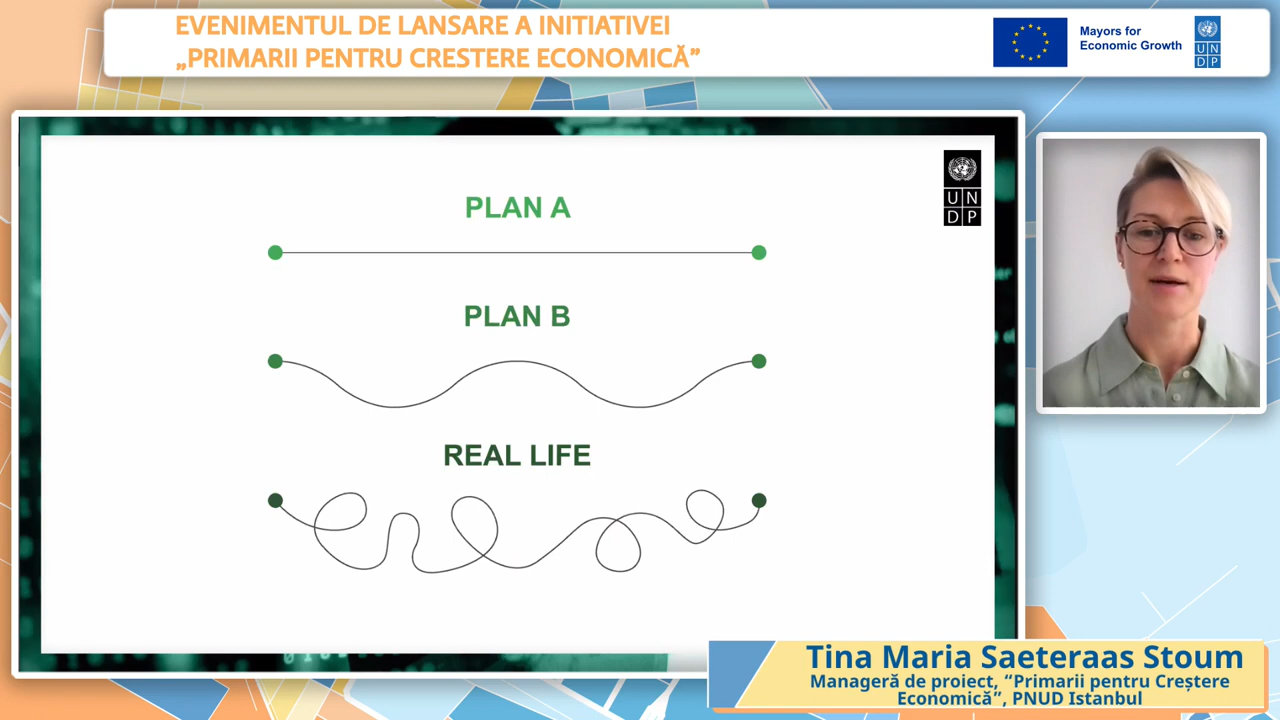 EVENIMENTUL DE LANSARE A INITIATIVEI
„PRIMARII PENTRU CRESTERE ECONOMICĂ”
Mayors for
Economic Growth
U N
D P
PLAN A
PLAN B
REAL LIFE
U N
D P
Tina Maria Saeteraas Stoum
Manageră de proiect, “Primarii pentru Creștere
Economică”, PNUD Istanbul